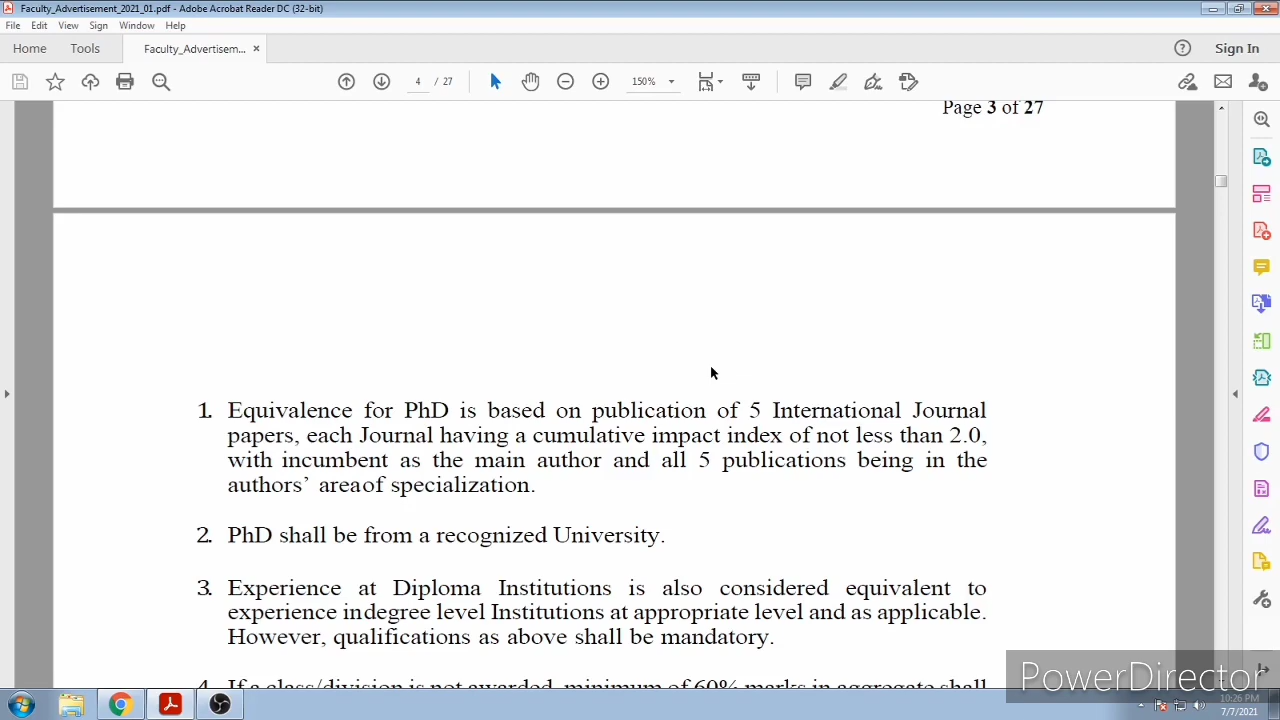 Faculty_Advertisement_2021_01.pdf - Adobe Acrobat Reader DC (32-bit)
File Edit View Sign Window Help
Home Tools Faculty_Advertisem... × Sign In
4 / 27 150%
Page 3 of 27
1. Equivalence for PhD is based on publication of 5 International Journal
papers, each Journal having a cumulative impact index of not less than 2.0,
with incumbent as the main author and all 5 publications being in the
authors' areaof specialization.
2. PhD shall be from a recognized University.
3. Experience at Diploma Institutions is also considered equivalent to
experience indegree level Institutions at appropriate level and as applicable.
However, qualifications as above shall be mandatory.
4. If a class/division is not awarded, minimum of 60% marks in aggregate shall
PowerDirector
10:26 PM
7/7/2021